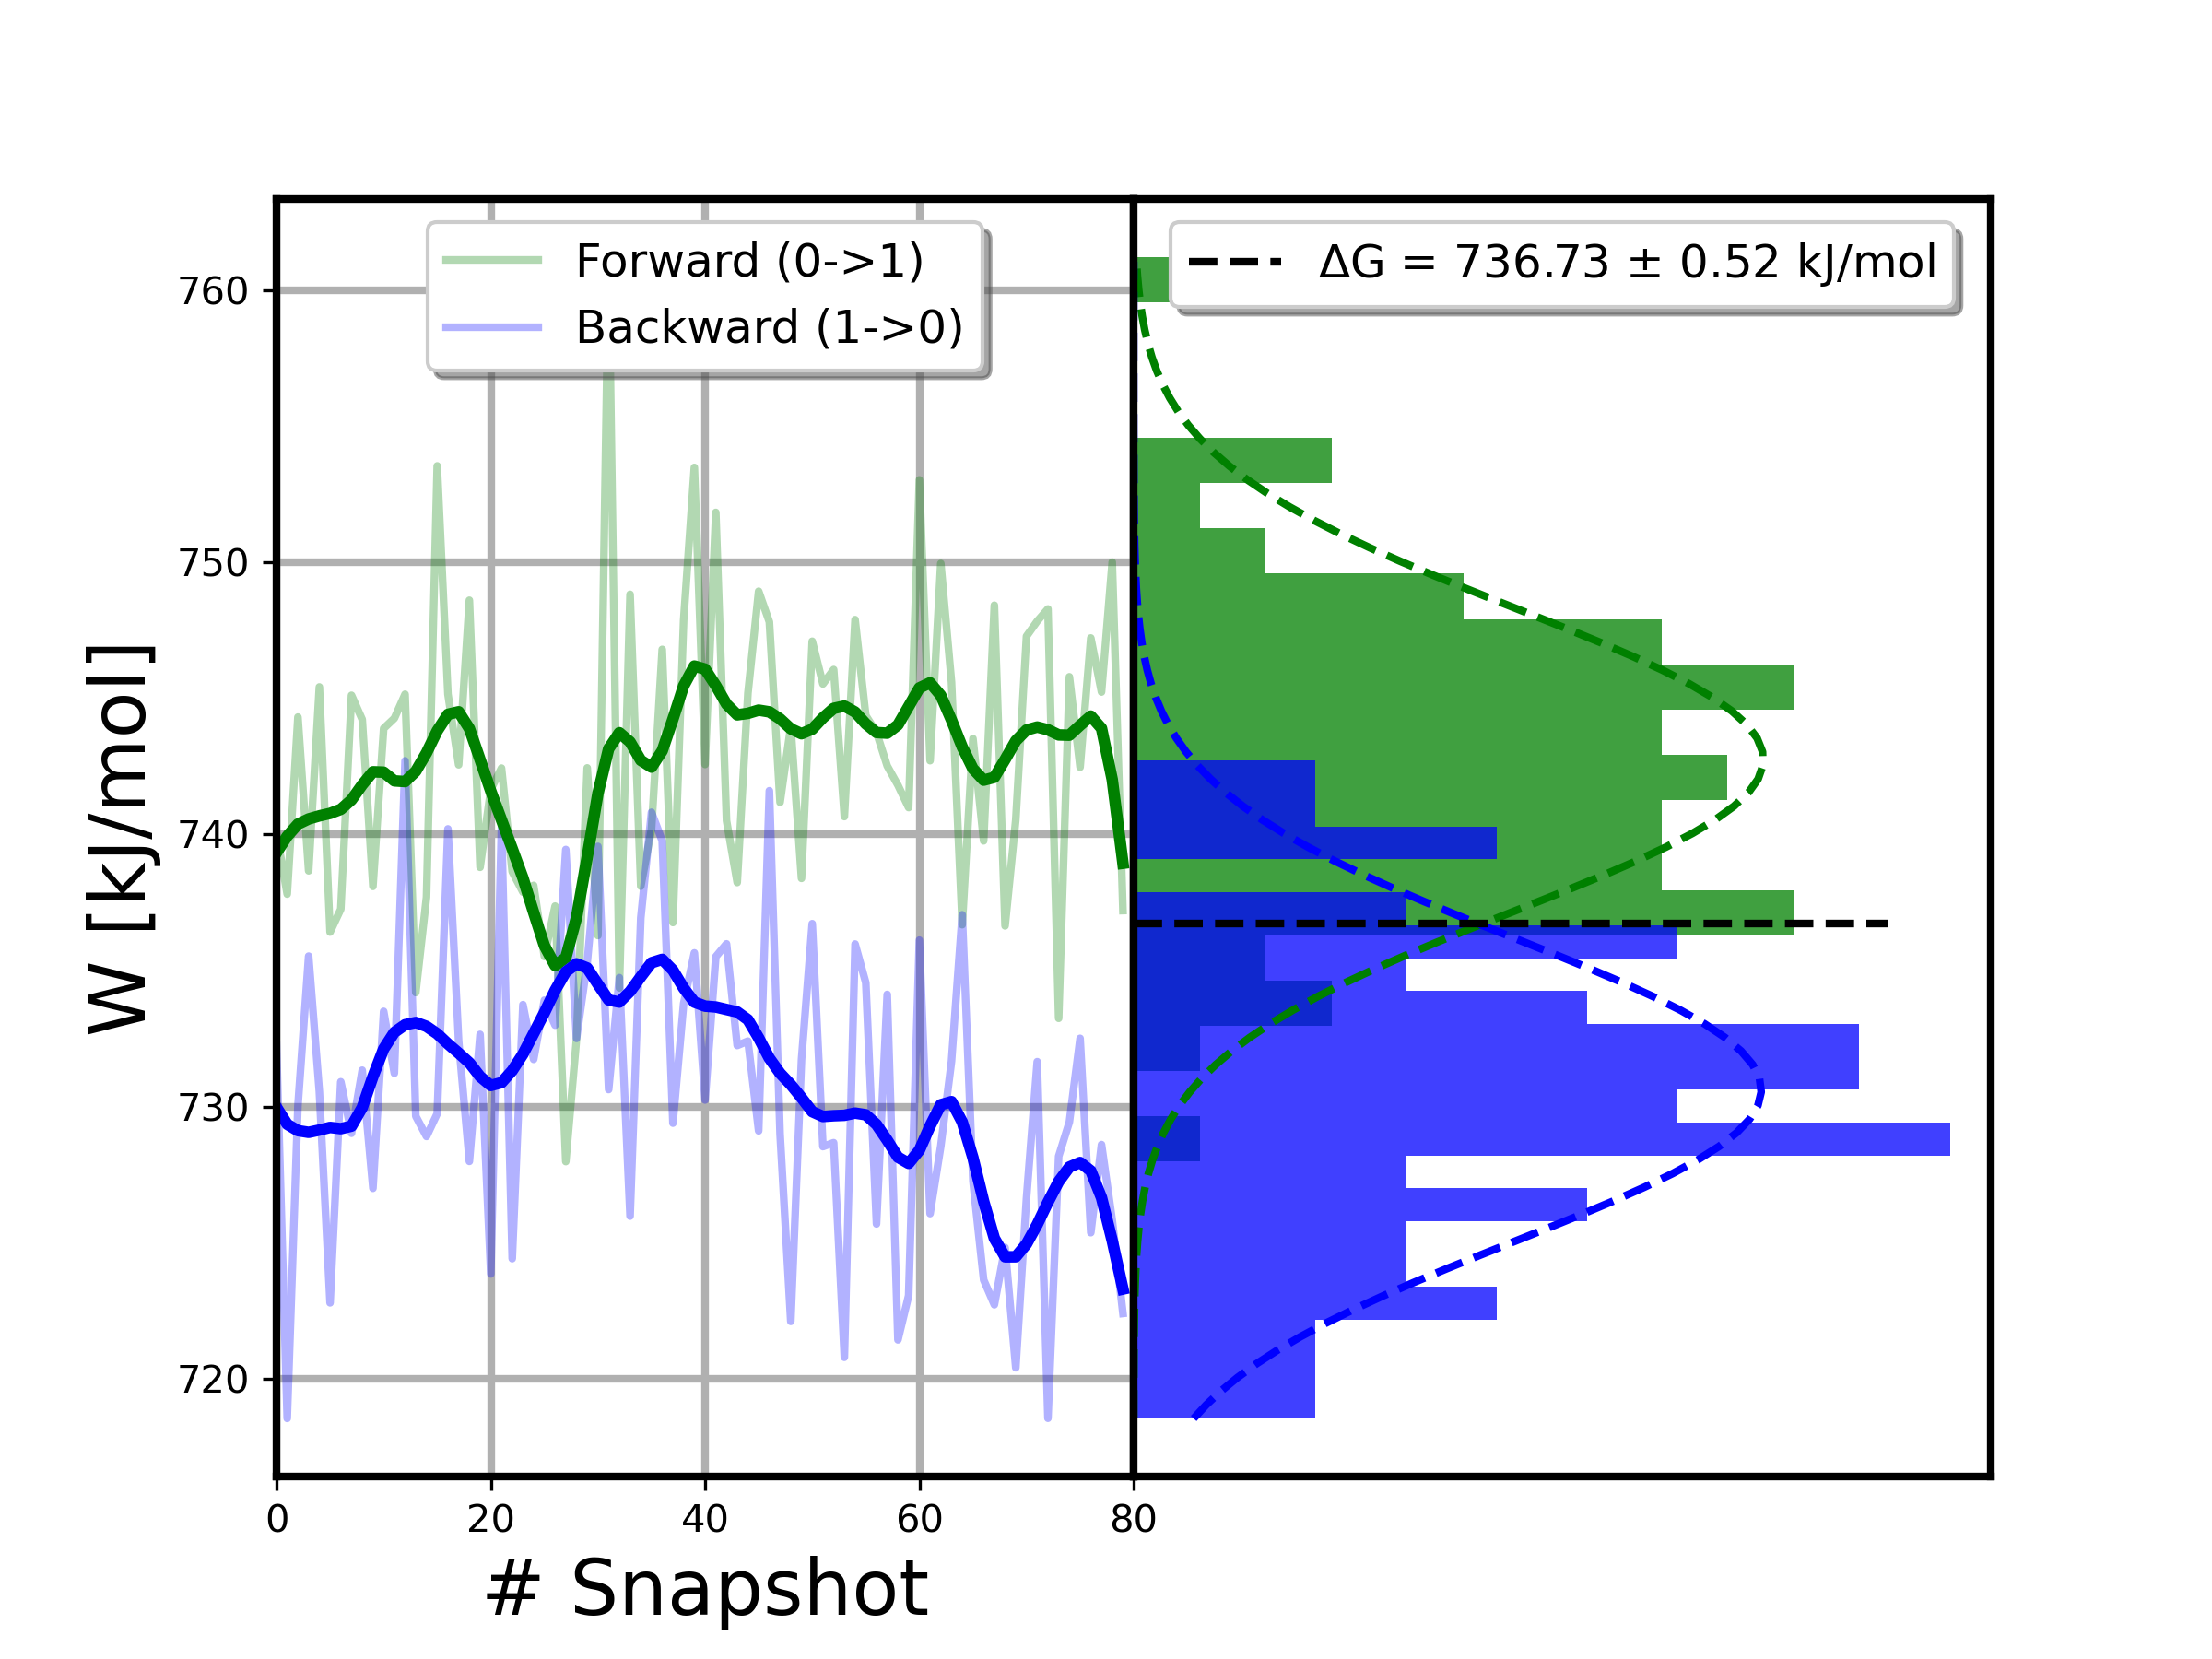 Forward (0->1)
Backward (1->0)
ΔG = 736.73 ± 0.52 kJ/mol
760
750
740
730
720
W [kJ/mol]
0 20 40 60 80
# Snapshot